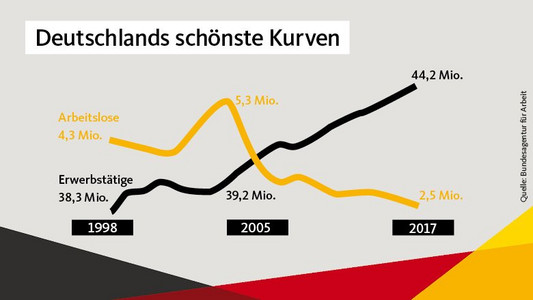 Deutschlands schönste Kurven
44,2 Mio.
5,3 Mio.
Arbeitslose
4,3 Mio.
Erwerbstätige
38,3 Mio.
39,2 Mio.
2,5 Mio.
1998
2005
2017
Quelle: Bundesagentur für Arbeit